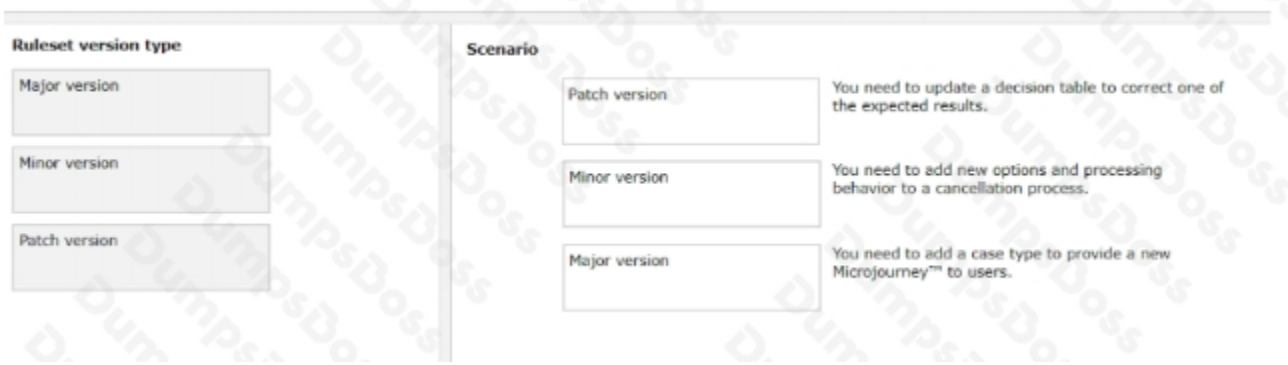 Ruleset version type
Major version
Minor version
Patch version
Scenario
Patch version
You need to update a decision table to correct one of
the expected results.
Minor version
You need to add new options and processing
behavior to a cancellation process.
Major version
You need to add a case type to provide a new
Microjourney™ to users.
DumpsDoss